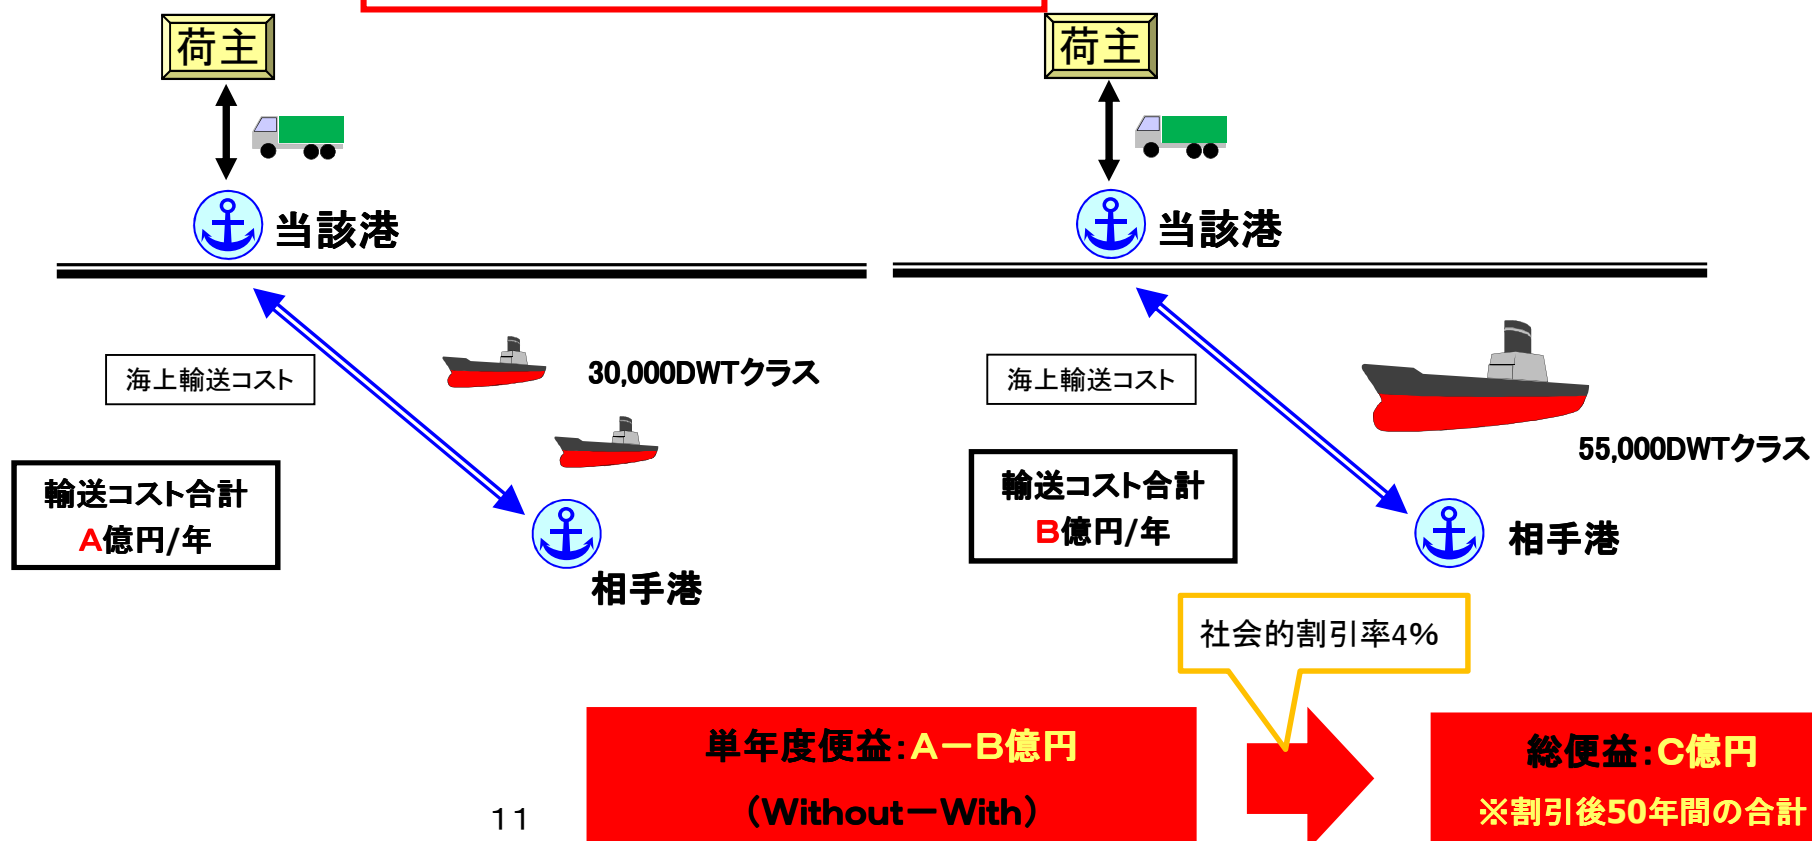 荷主
荷主
当該港
当該港
海上輸送コスト
30,000DWTクラス
海上輸送コスト
55,000DWTクラス
輸送コスト合計
A億円/年
輸送コスト合計
B億円/年
相手港
相手港
社会的割引率4%
単年度便益:A－B億円
(Without－With)
総便益:C億円
※割引後50年間の合計
11